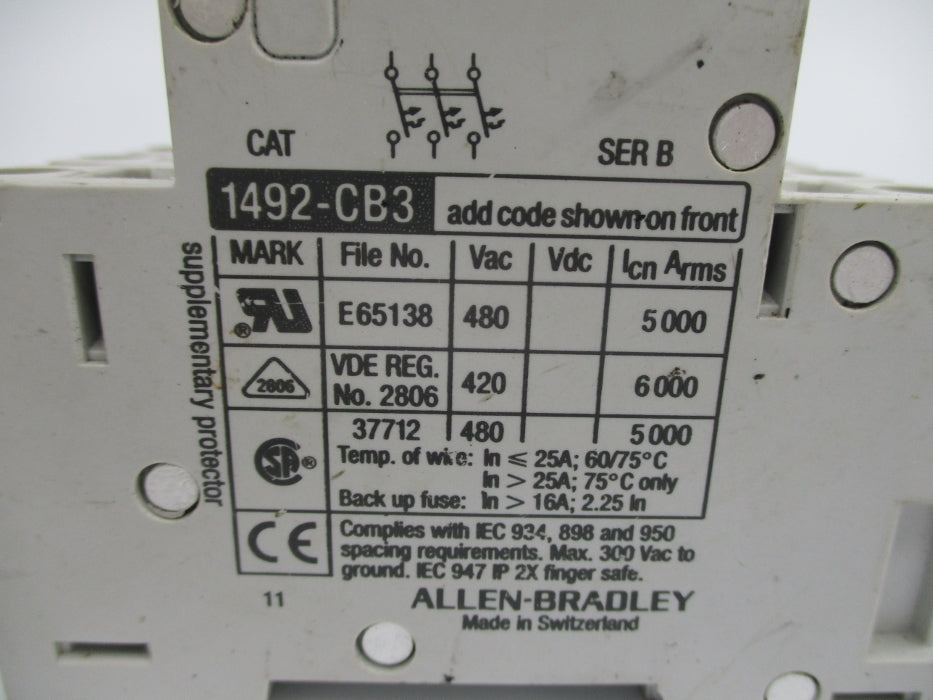 CAT SER B
1492-CB3 add code shown on front
MARK File No. Vac Vdc Icn Arms
RU ® E65138 480 5000
2806 VDE REG. No. 2806 420 6000
SA ® 37712 480 5000
Temp. of wire: In ≤ 25A; 60/75°C
In > 25A; 75°C only
Back up fuse: In > 16A; 2.25 In
CE Complies with IEC 934, 898 and 950
spacing requirements. Max. 300 Vac to
ground. IEC 947 IP 2X finger safe.
supplementary protector
11 ALLEN-BRADLEY
Made in Switzerland